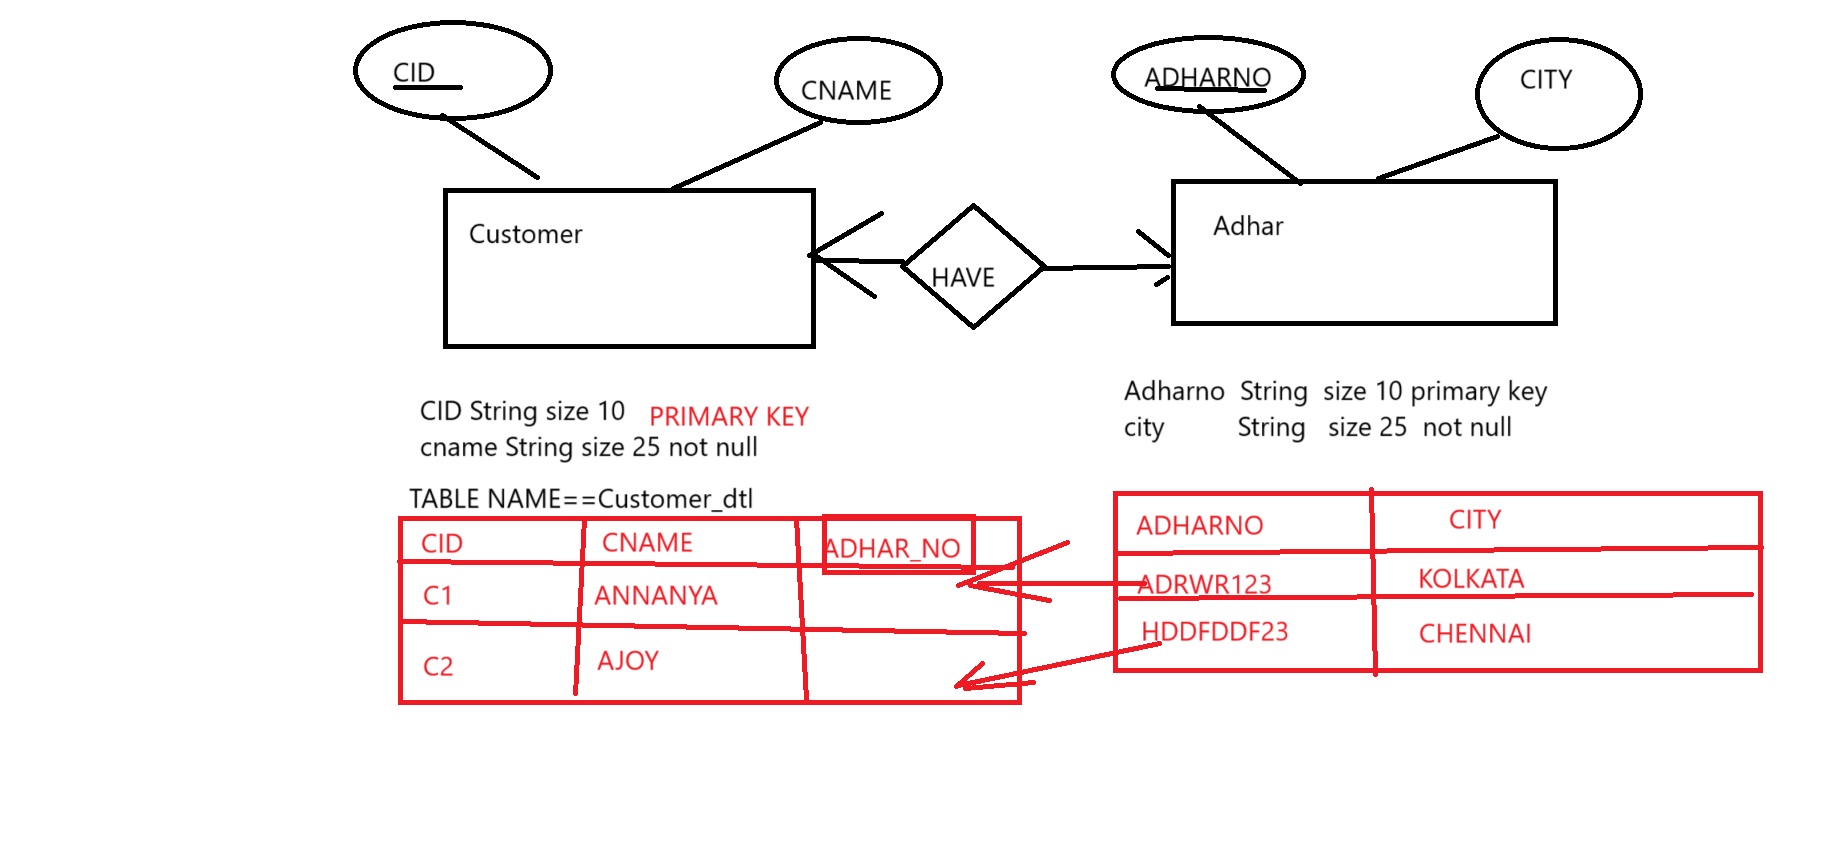 CID
CNAME
ADHARNO
CITY
Customer
HAVE
Adhar
CID String size 10 PRIMARY KEY
cname String size 25 not null
Adharno String size 10 primary key
city String size 25 not null
TABLE NAME==Customer_dtl
CID CNAME ADHAR_NO
C1 ANNANYA
C2 AJOY
ADHARNO CITY
ADRWR123 KOLKATA
HDDFDDF23 CHENNAI